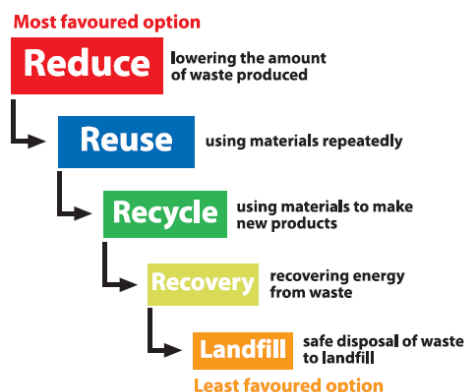 Most favoured option
Reduce
lowering the amount
of waste produced
Reuse
using materials repeatedly
Recycle
using materials to make
new products
Recovery
recovering energy
from waste
Landfill
safe disposal of waste
to landfill
Least favoured option